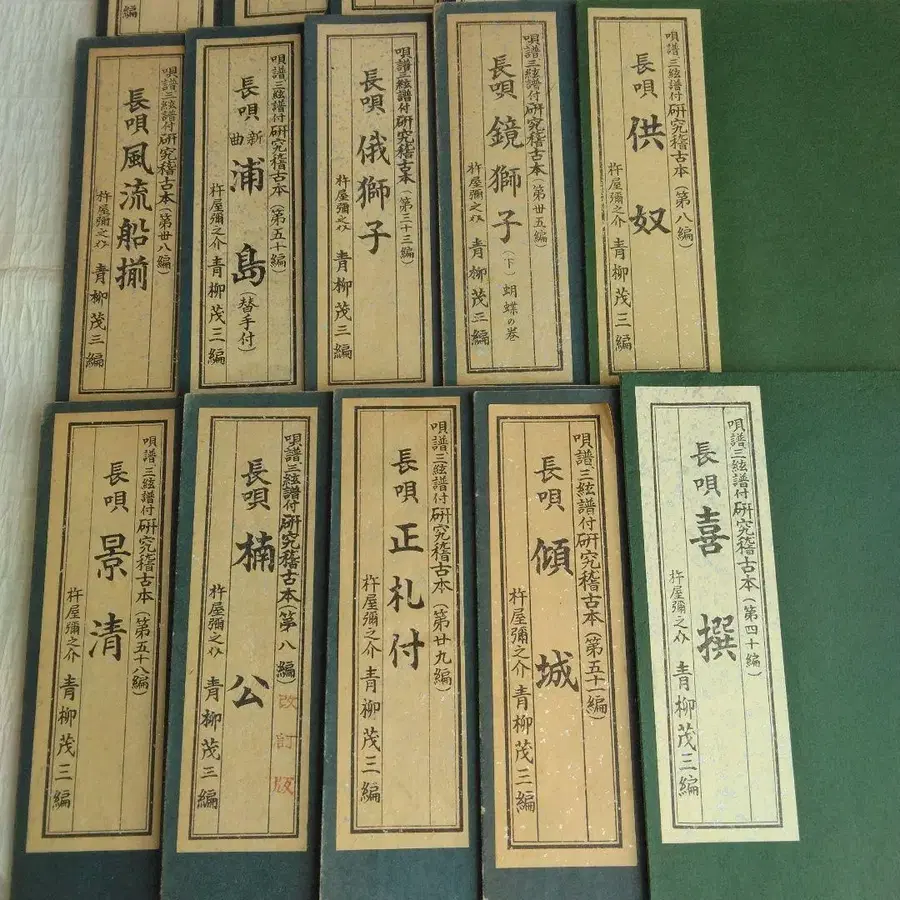 編
三編
三編
唄譜三絃譜付研究稽古本(第八編)
長唄 供奴
杵屋彌之介 青柳茂三編
唄譜三絃譜付研究稽古本(第卅五編)
長唄 鏡獅子(下)胡蝶の巻
杵屋彌之介 青柳茂三編
唄譜三絃譜付研究稽古本(第三十三編)
長唄 俄獅子
杵屋彌之介 青柳茂三編
唄譜三絃譜付研究稽古本(第五十編)
長唄 新曲 浦島(替手付)
杵屋彌之介 青柳茂三編
唄譜三絃譜付研究稽古本(第卅八編)
長唄風流船揃
杵屋彌之介 青柳茂三編
唄譜三絃譜付研究稽古本(第四十編)
長唄 喜撰
杵屋彌之介 青柳茂三編
唄譜三絃譜付研究稽古本(第五十一編)
長唄 傾城
杵屋彌之介 青柳茂三編
唄譜三絃譜付研究稽古本(第廿九編)
長唄 正札付
杵屋彌之介 青柳茂三編
唄譜三絃譜付研究稽古本(第八編
改訂版
長唄 楠公
杵屋彌之介 青柳茂三編
唄譜三絃譜付研究稽古本(第五十八編)
長唄 景清
杵屋彌之介 青柳茂三編